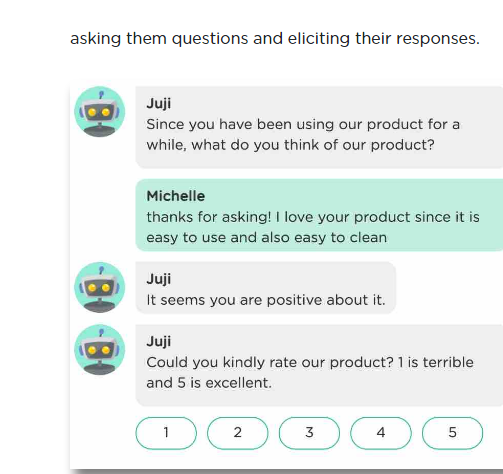 asking them questions and eliciting their responses.
Juji
Since you have been using our product for a
while, what do you think of our product?
Michelle
thanks for asking! I love your product since it is
easy to use and also easy to clean
Juji
It seems you are positive about it.
Juji
Could you kindly rate our product? 1 is terrible
and 5 is excellent.
1 2 3 4 5